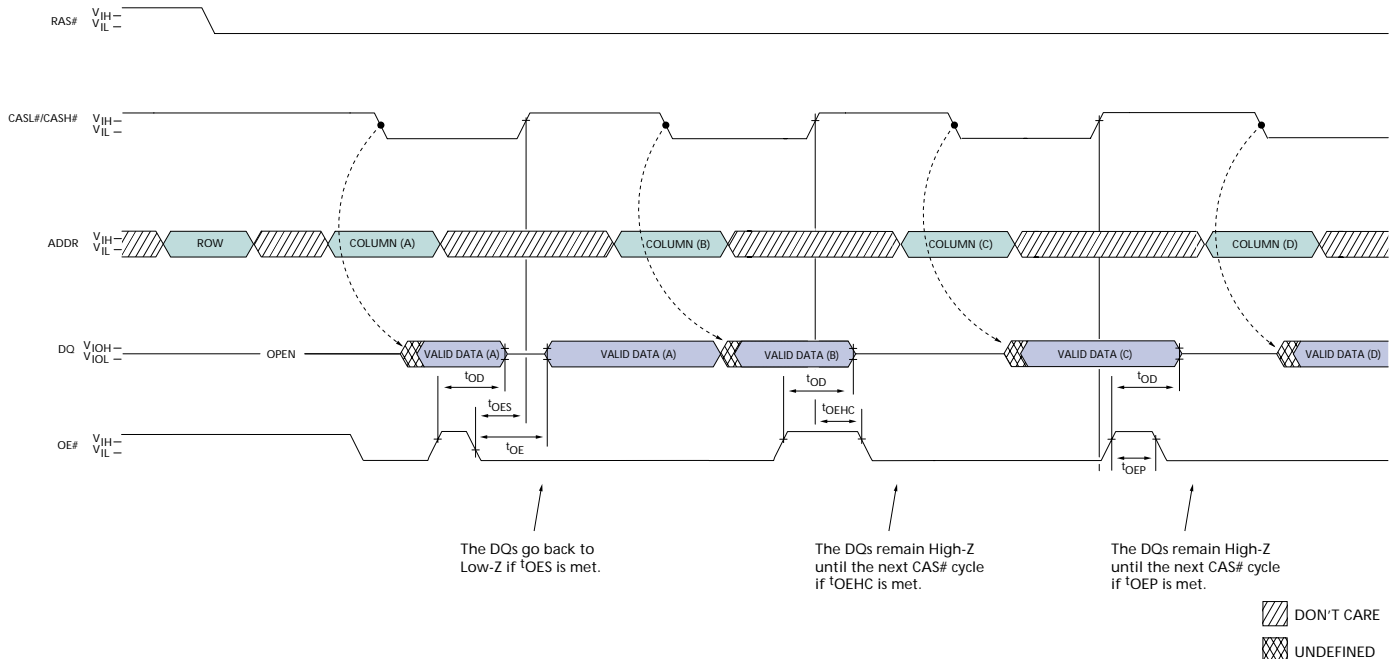 RAS# VIH VIL
CASL#/CASH# VIH VIL
ADDR VIH VIL ROW COLUMN (A) COLUMN (B) COLUMN (C) COLUMN (D)
DQ VIOH VIOL OPEN VALID DATA (A) VALID DATA (A) VALID DATA (B) VALID DATA (C) VALID DATA (D)
tOD tOD tOD
tOES tOEHC
OE# VIH VIL tOE tOEP
The DQs go back to
Low-Z if tOES is met.
The DQs remain High-Z
until the next CAS# cycle
if tOEHC is met.
The DQs remain High-Z
until the next CAS# cycle
if tOEP is met.
DON'T CARE
UNDEFINED